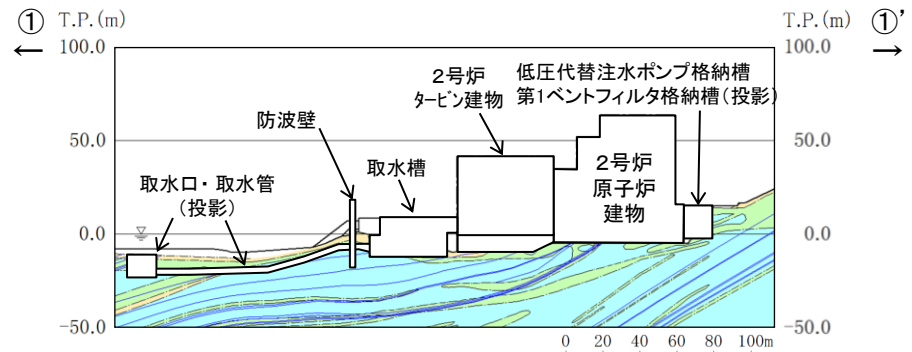 ① T.P.(m)
T.P.(m) ①’
← 100.0
100.0 →
２号炉
タービン建物
低圧代替注水ポンプ格納槽
第1ベントフィルタ格納槽(投影)
防波壁
50.0
50.0
取水口・取水管
(投影)
取水槽
２号炉
原子炉
建物
0.0
0.0
-50.0
-50.0
0 20 40 60 80 100m